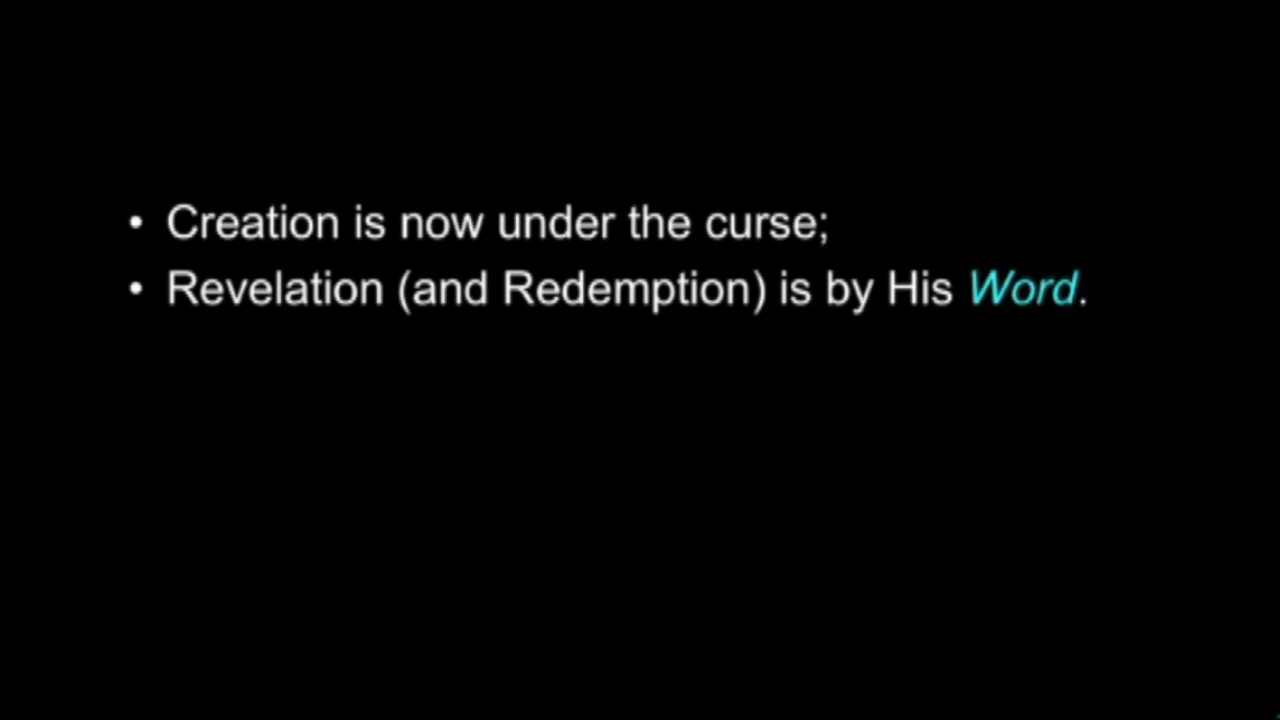 • Creation is now under the curse;
• Revelation (and Redemption) is by His Word.